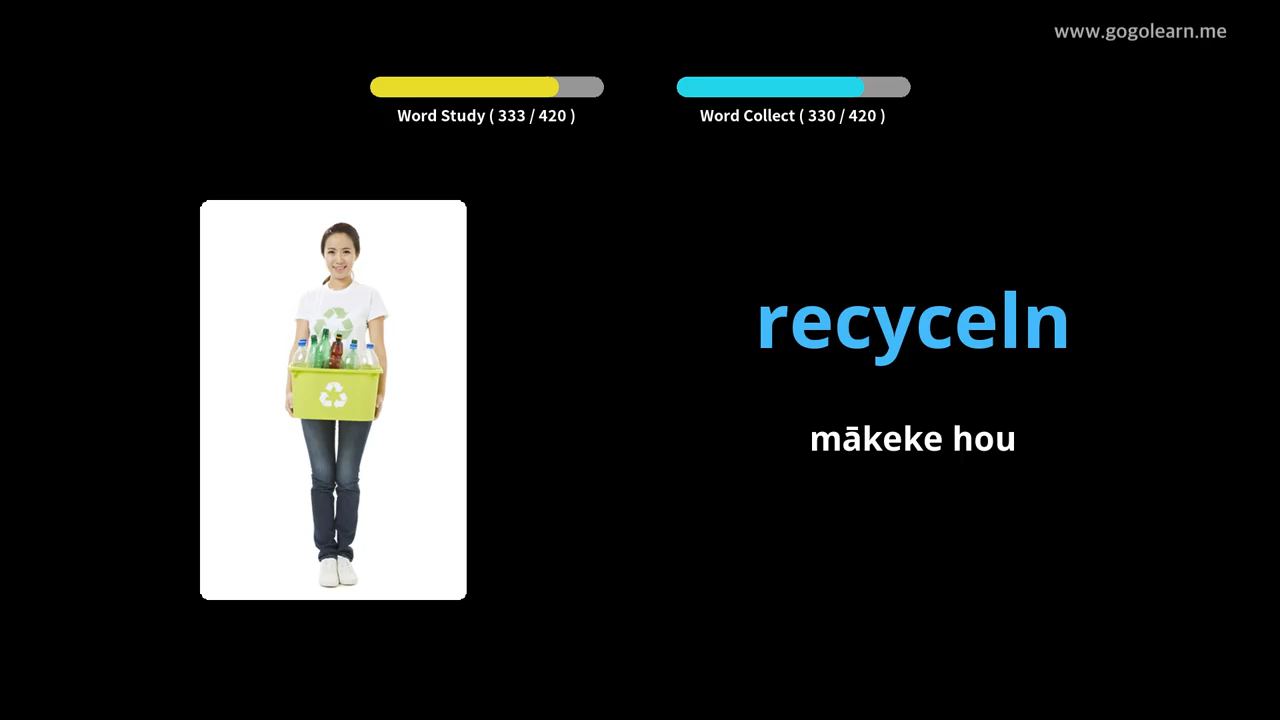 www.gogolearn.me
Word Study ( 333 / 420 )
Word Collect ( 330 / 420 )
recyceln
mākeke hou